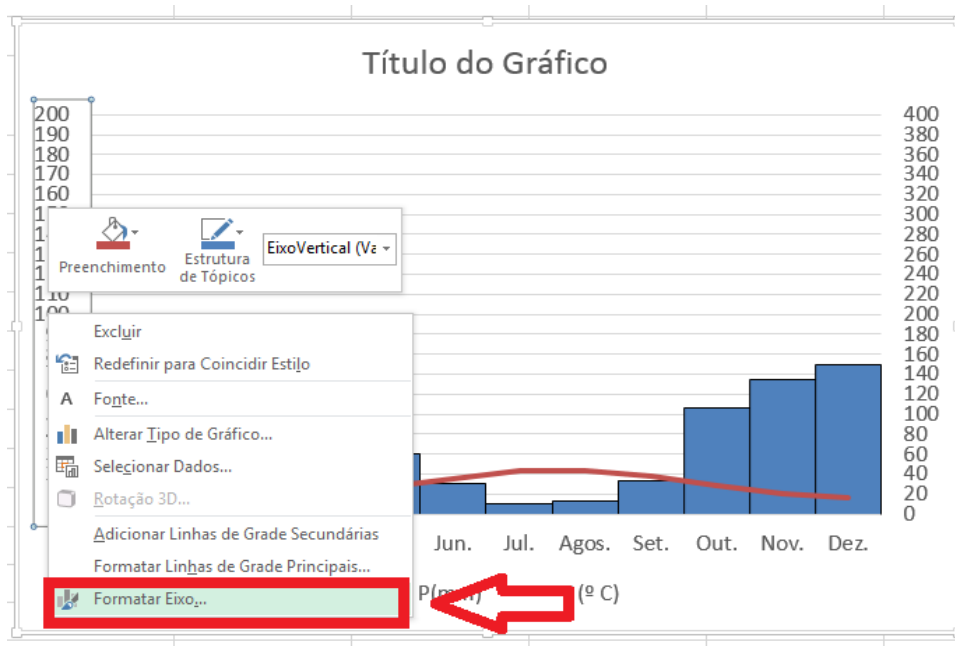 Título do Gráfico
200
190
180
170
160
110
100
Preenchimento
Estrutura
de Tópicos
EixoVertical (Va
Excluir
Redefinir para Coincidir Estilo
A Fonte...
Alterar Tipo de Gráfico...
Selecionar Dados...
Rotação 3D...
Adicionar Linhas de Grade Secundárias
Formatar Linhas de Grade Principais...
Formatar Eixo...
400
380
360
340
320
300
280
260
240
220
200
180
160
140
120
100
80
60
40
20
0
Jun. Jul. Agos. Set. Out. Nov. Dez.
P(mm) (º C)